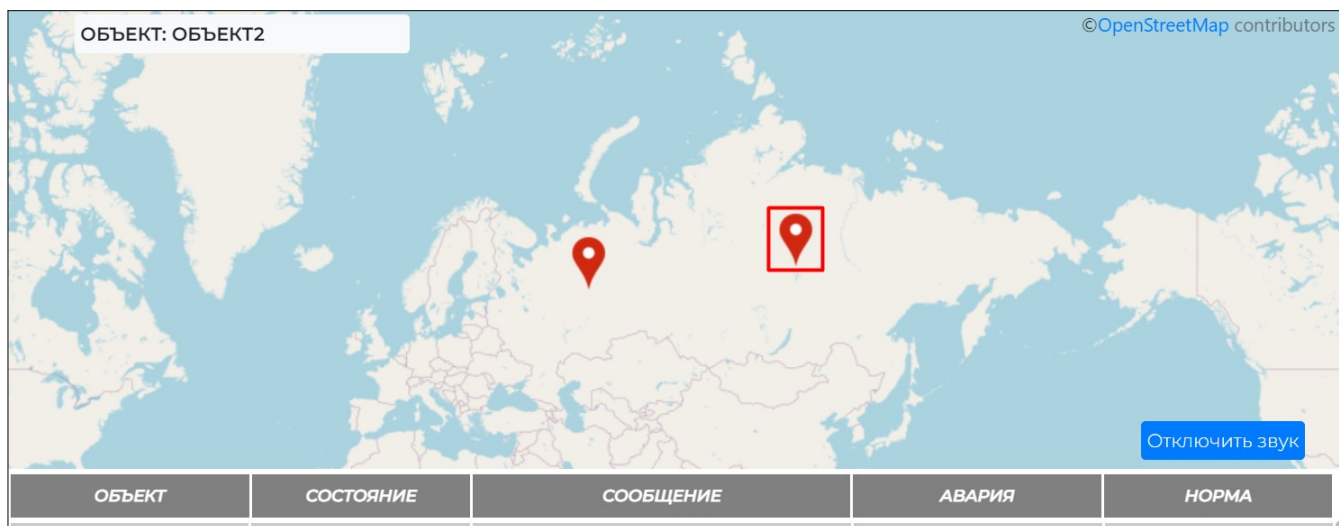 ОБЪЕКТ: ОБЪЕКТ2
©OpenStreetMap contributors
Отключить звук
ОБЪЕКТ СОСТОЯНИЕ СООБЩЕНИЕ АВАРИЯ НОРМА